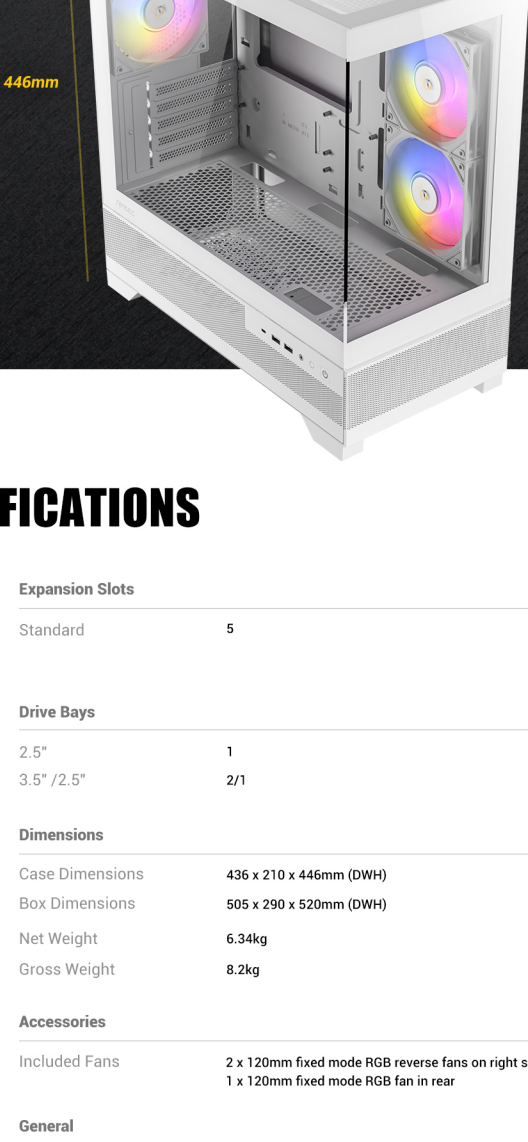 446mm
FICATIONS
Expansion Slots
Standard 5
Drive Bays
2.5" 1
3.5" /2.5" 2/1
Dimensions
Case Dimensions 436 x 210 x 446mm (DWH)
Box Dimensions 505 x 290 x 520mm (DWH)
Net Weight 6.34kg
Gross Weight 8.2kg
Accessories
Included Fans 2 x 120mm fixed mode RGB reverse fans on right s
1 x 120mm fixed mode RGB fan in rear
General